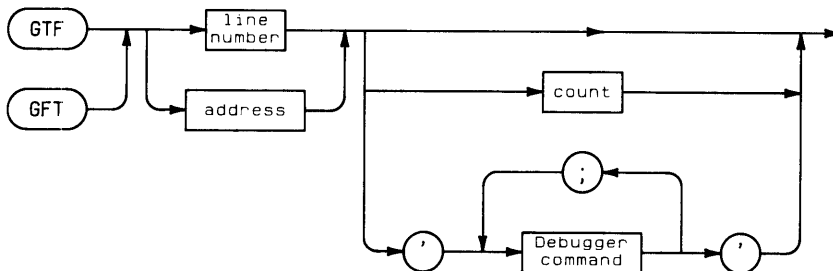 GTF
line
number
GFT
address
count
;
'
Debugger
command
'